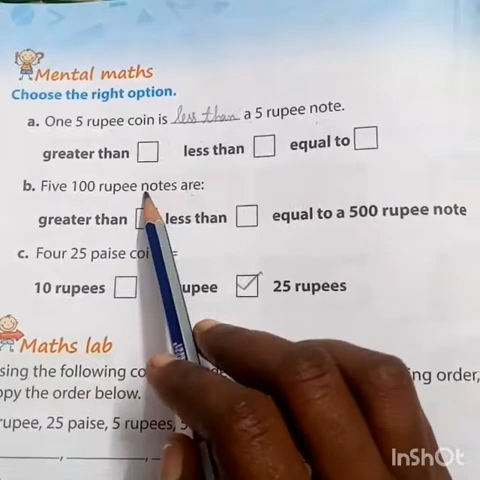 Mental maths
Choose the right option.
a. One 5 rupee coin is less than a 5 rupee note.
greater than less than equal to
b. Five 100 rupee notes are:
greater than less than equal to a 500 rupee note
c. Four 25 paise coi =
10 rupees upee 25 rupees
Maths lab
sing the following co ng order,
opy the order below.
rupee, 25 paise, 5 rupees, 5
InShOt